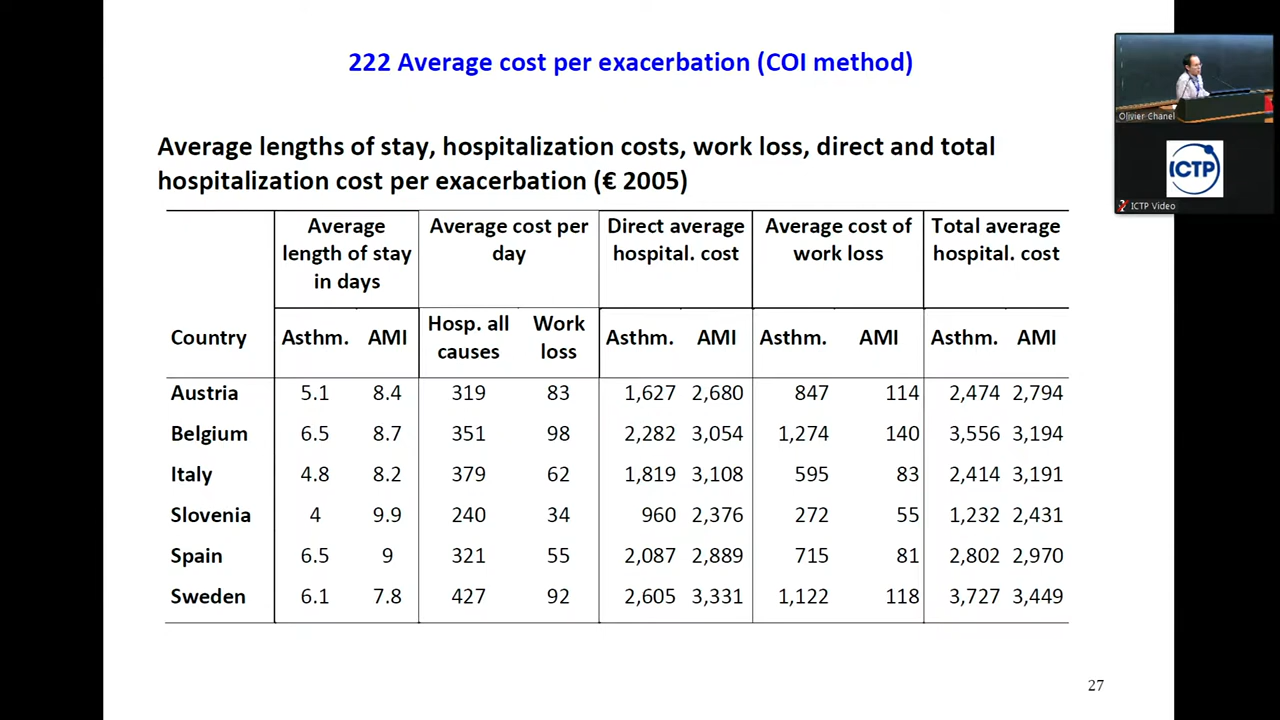 222 Average cost per exacerbation (COI method)
Average lengths of stay, hospitalization costs, work loss, direct and total
hospitalization cost per exacerbation (€ 2005)
Average length of stay in days Average cost per day Direct average hospital. cost Average cost of work loss Total average hospital. cost
Country Asthm. AMI Hosp. all causes Work loss Asthm. AMI Asthm. AMI Asthm. AMI
Austria 5.1 8.4 319 83 1,627 2,680 847 114 2,474 2,794
Belgium 6.5 8.7 351 98 2,282 3,054 1,274 140 3,556 3,194
Italy 4.8 8.2 379 62 1,819 3,108 595 83 2,414 3,191
Slovenia 4 9.9 240 34 960 2,376 272 55 1,232 2,431
Spain 6.5 9 321 55 2,087 2,889 715 81 2,802 2,970
Sweden 6.1 7.8 427 92 2,605 3,331 1,122 118 3,727 3,449
27
Olivier Chanel
ICTP
ICTP Video